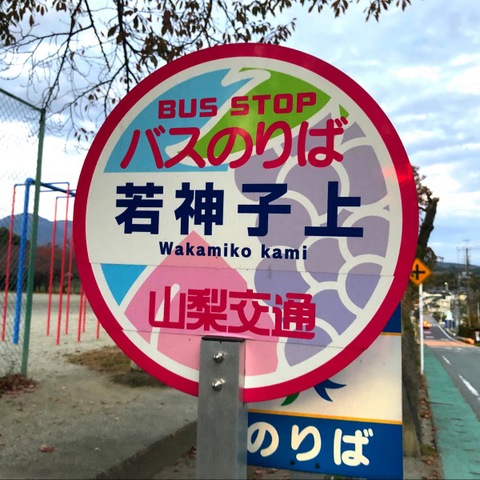 BUS STOP
バスのりば
若神子上
Wakamiko kami
山梨交通
のりば